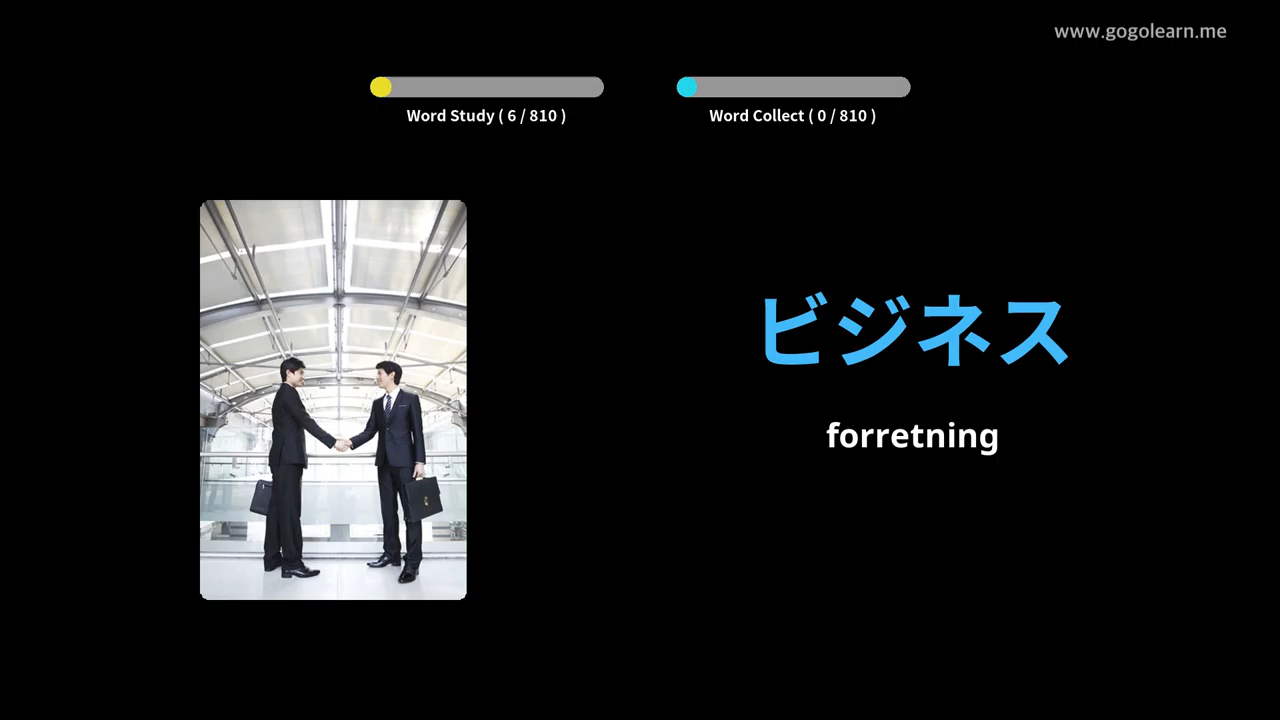 www.gogolearn.me
Word Study ( 6 / 810 )
Word Collect ( 0 / 810 )
ビジネス
forretning